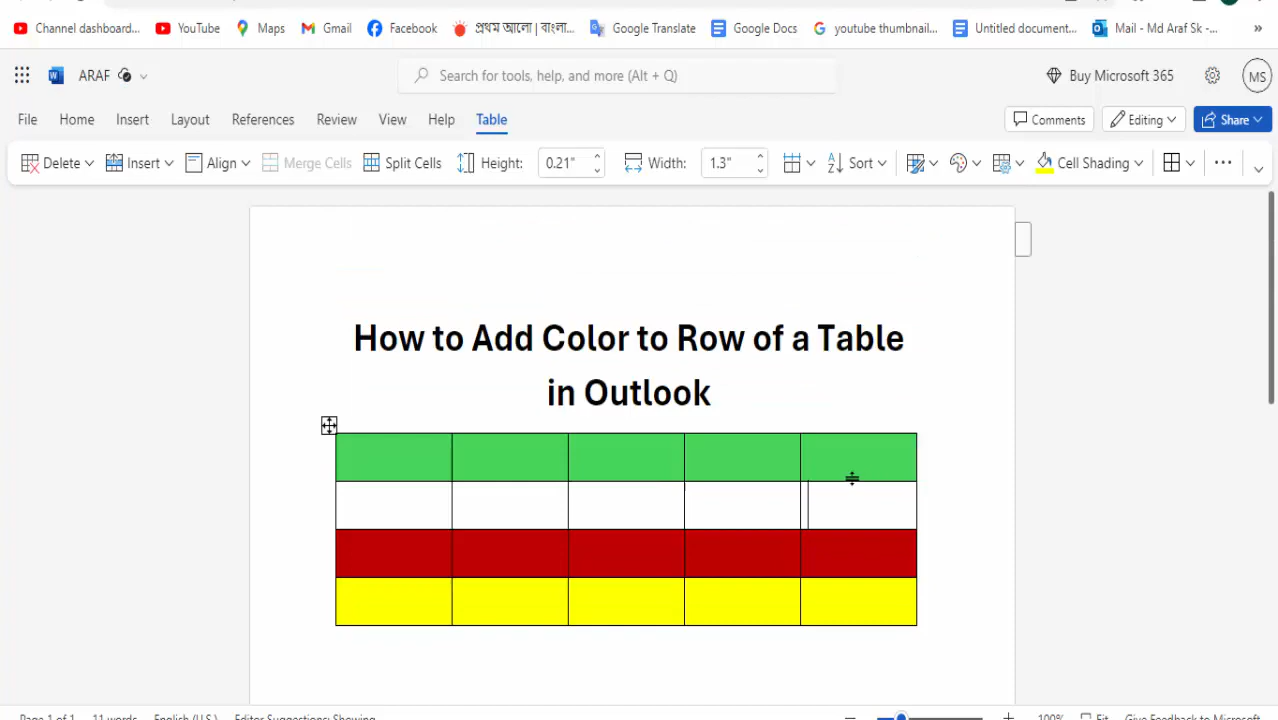 Channel dashboard... YouTube Maps Gmail Facebook প্রথম আলো | বাংলা... Google Translate Google Docs youtube thumbnail... Untitled document... Mail - Md Araf Sk -... »
ARAF Search for tools, help, and more (Alt + Q) Buy Microsoft 365 MS
File Home Insert Layout References Review View Help Table Comments Editing Share
Delete Insert Align Merge Cells Split Cells Height: 0.21" Width: 1.3" Sort Cell Shading ...
How to Add Color to Row of a Table
in Outlook
Page 1 of 1 11 words English (U.S.) Editor Suggestions: Showing 100% Fit Give Feedback to Microsoft